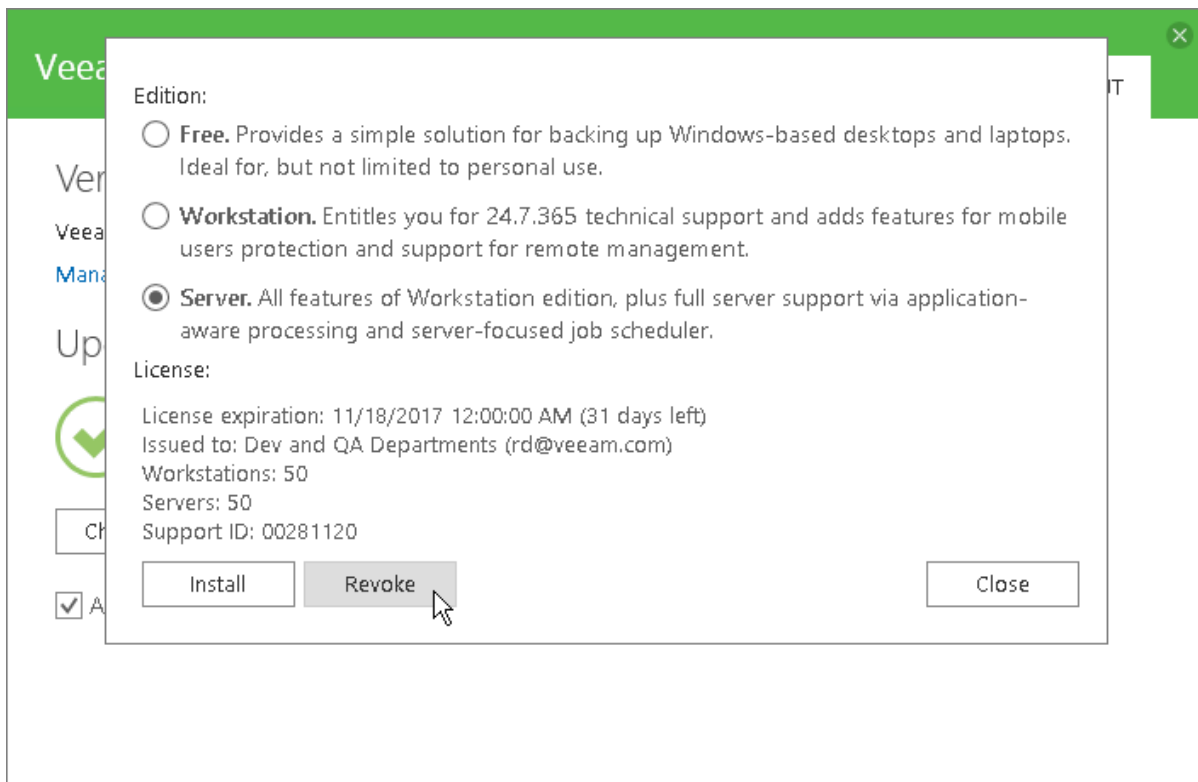 Edition:
Free. Provides a simple solution for backing up Windows-based desktops and laptops.
Ideal for, but not limited to personal use.
Workstation. Entitles you for 24.7.365 technical support and adds features for mobile
users protection and support for remote management.
Server. All features of Workstation edition, plus full server support via application-
aware processing and server-focused job scheduler.
License:
License expiration: 11/18/2017 12:00:00 AM (31 days left)
Issued to: Dev and QA Departments (rd@veeam.com)
Workstations: 50
Servers: 50
Support ID: 00281120
Install Revoke Close